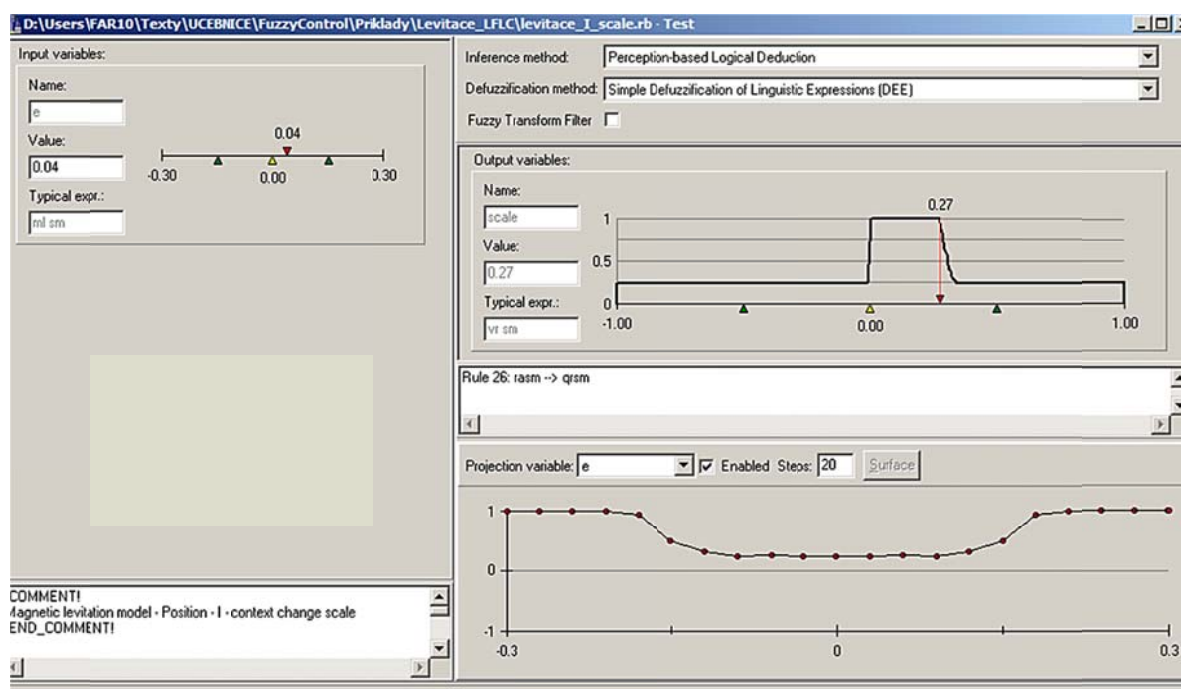 D:\Users\FAR10\Texty\UCEBNICE\FuzzyControl\Priklady\Levitace_LFLC\levitace_I_scale.rb - Test
Input variables:
Name:
e
Value:
0.04
Typical expr.:
ml sm
0.04
-0.30
0.00
0.30
Inference method:
Perception-based Logical Deduction
Defuzzification method:
Simple Defuzzification of Linguistic Expressions (DEE)
Fuzzy Transform Filter
Output variables:
Name:
scale
Value:
0.27
Typical expr.:
vr sm
0.27
1
0.5
0
-1.00
0.00
1.00
Rule 26: rasm --> qrsm
Projection variable: e Enabled Steps: 20 Surface
1
0
-1
-0.3
0
0.3
COMMENT!
Magnetic levitation model - Position - I - context change scale
END_COMMENT!